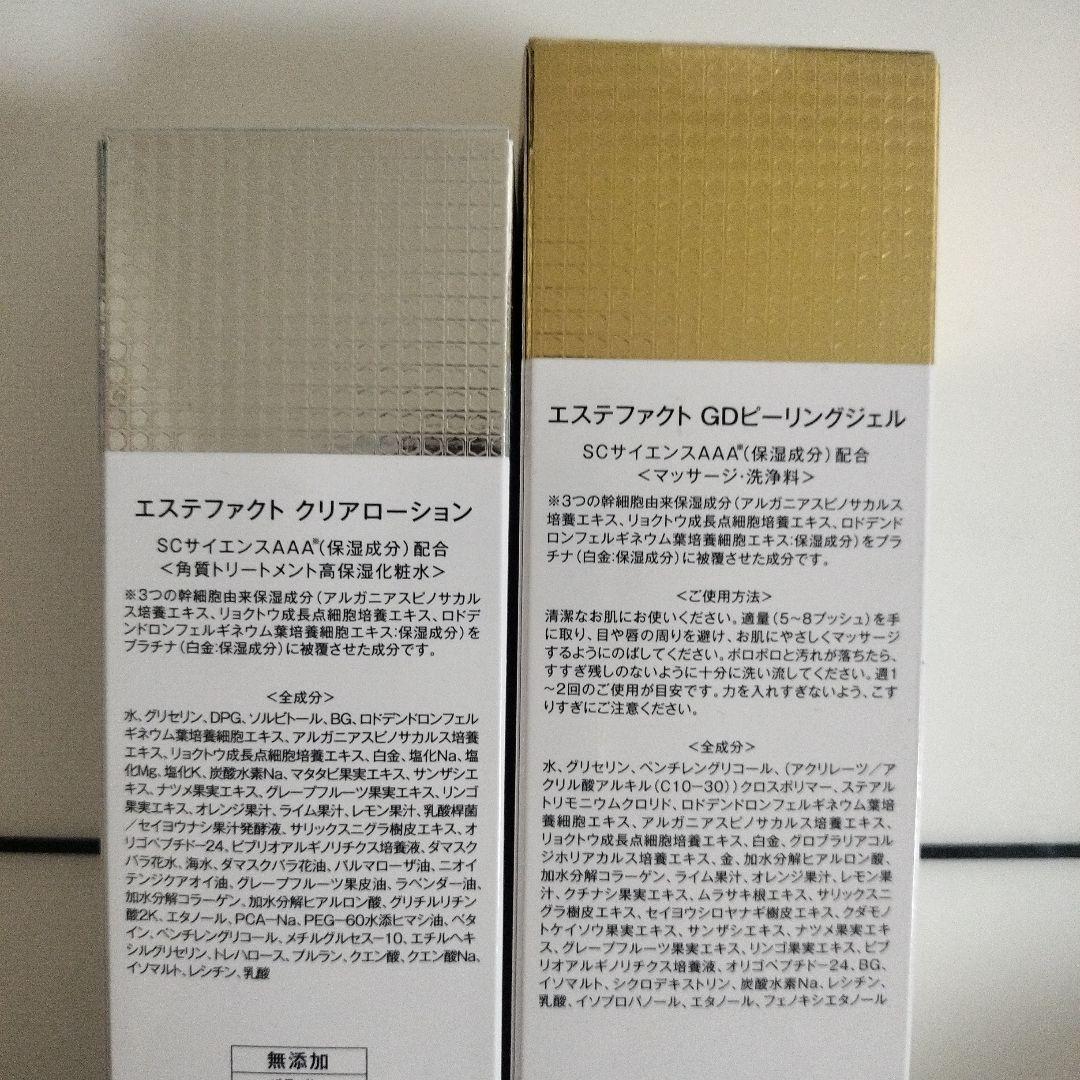 エステファクト クリアローション
SCサイエンスAAA※(保湿成分)配合
<角質トリートメント高保湿化粧水>
※3つの幹細胞由来保湿成分(アルガニアスピノサカル
ス培養エキス、リョクトウ成長点細胞培養エキス、ロドデ
ンドロンフェルギネウム葉培養細胞エキス:保湿成分)を
プラチナ(白金:保湿成分)に被覆させた成分です。
<全成分>
水、グリセリン、DPG、ソルビトール、BG、ロドデンドロンフェル
ギネウム葉培養細胞エキス、アルガニアスピノサカルス培養
エキス、リョクトウ成長点細胞培養エキス、白金、塩化Na、塩
化Mg、塩化K、炭酸水素Na、マタタビ果実エキス、サンザシエ
キス、ナツメ果実エキス、グレープフルーツ果実エキス、リンゴ
果実エキス、オレンジ果汁、ライム果汁、レモン果汁、乳酸桿菌
/セイヨウナシ果汁発酵液、サリックスニグラ樹皮エキス、オ
リゴペプチド-24、ビブリオアルギノリチクス培養液、ダマスク
バラ花水、海水、ダマスクバラ花油、パルマローザ油、ニオイ
テンジクアオイ油、グレープフルーツ果皮油、ラベンダー油、
加水分解コラーゲン、加水分解ヒアルロン酸、グリチルリチン
酸2K、エタノール、PCA-Na、PEG-60水添ヒマシ油、ベタ
イン、ペンチレングリコール、メチルグルセス-10、エチルヘキ
シルグリセリン、トレハロース、プルラン、クエン酸、クエン酸Na、
イソマルト、レシチン、乳酸
無添加
エステファクト GDピーリングジェル
SCサイエンスAAA※(保湿成分)配合
<マッサージ・洗浄料>
※3つの幹細胞由来保湿成分(アルガニアスピノサカルス
培養エキス、リョクトウ成長点細胞培養エキス、ロドデンド
ロンフェルギネウム葉培養細胞エキス:保湿成分)をプラ
チナ(白金:保湿成分)に被覆させた成分です。
<ご使用方法>
清潔なお肌にお使いください。適量(5~8プッシュ)を手
に取り、目や唇の周りを避け、お肌にやさしくマッサージ
するようにのばしてください。ポロポロと汚れが落ちたら、
すすぎ残しのないように十分に洗い流してください。週1
~2回のご使用が目安です。力を入れすぎないよう、こす
りすぎにご注意ください。
<全成分>
水、グリセリン、ペンチレングリコール、(アクリレーツ/ア
クリル酸アルキル(C10-30))クロスポリマー、ステアル
トリモニウムクロリド、ロドデンドロンフェルギネウム葉培
養細胞エキス、アルガニアスピノサカルス培養エキス、
リョクトウ成長点細胞培養エキス、白金、グロブラリアコル
ジホリアカルス培養エキス、金、加水分解ヒアルロン酸、
加水分解コラーゲン、ライム果汁、オレンジ果汁、レモン果
汁、クチナシ果実エキス、ムラサキ根エキス、サリックスニ
グラ樹皮エキス、セイヨウシロヤナギ樹皮エキス、クダモノ
トケイソウ果実エキス、サンザシエキス、ナツメ果実エキ
ス、グレープフルーツ果実エキス、リンゴ果実エキス、ビブ
リオアルギノリチクス培養液、オリゴペプチド-24、BG、
イソマルト、シクロデキストリン、炭酸水素Na、レシチン、
乳酸、イソプロパノール、エタノール、フェノキシエタノール